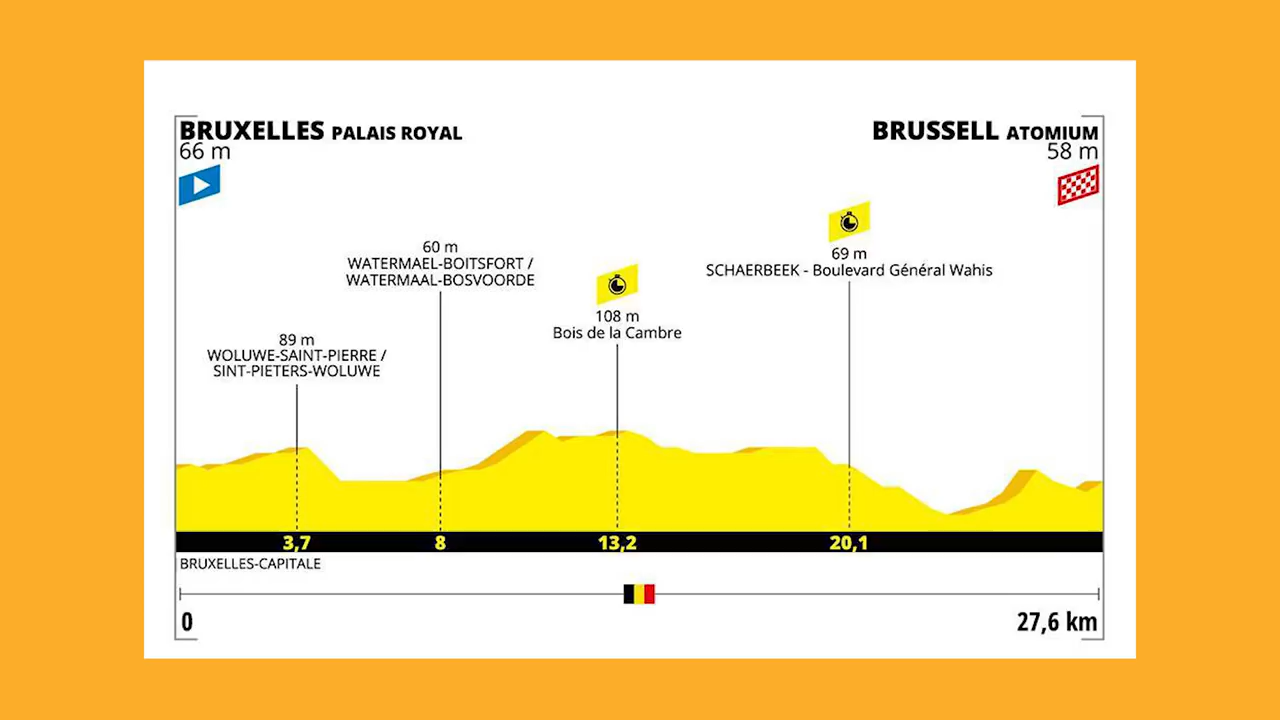 BRUXELLES PALAIS ROYAL
66 m
BRUSSELL ATOMIUM
58 m
69 m
SCHAERBEEK - Boulevard Général Wahis
60 m
WATERMAEL-BOITSFORT /
WATERMAAL-BOSVOORDE
108 m
Bois de la Cambre
89 m
WOLUWE-SAINT-PIERRE /
SINT-PIETERS-WOLUWE
3,7
8
13,2
20,1
BRUXELLES-CAPITALE
0
27,6 km